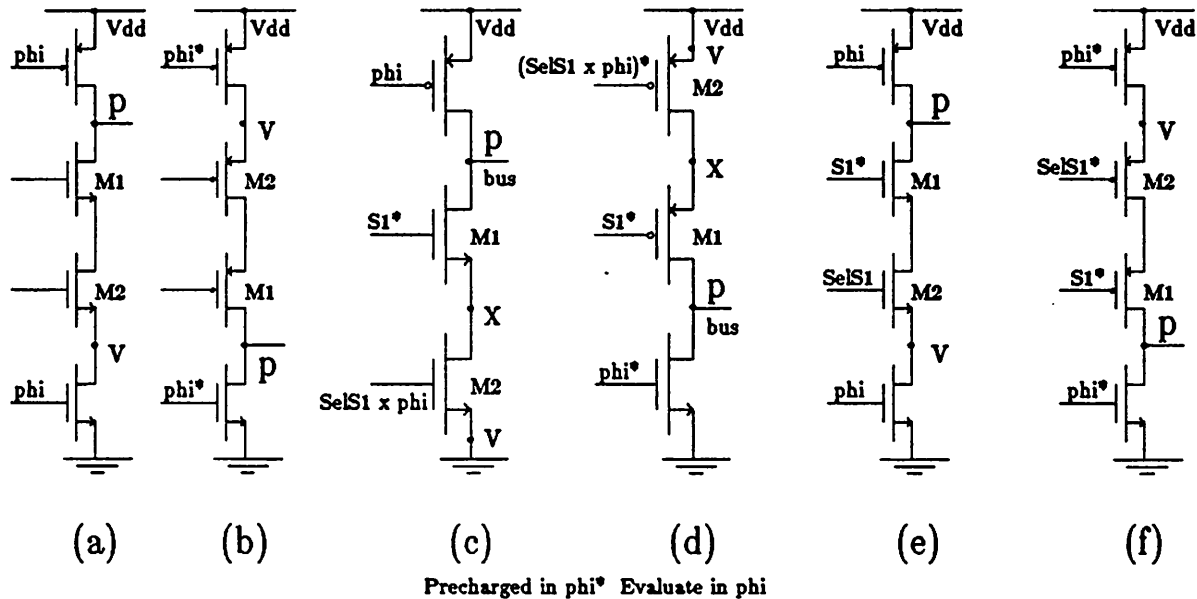 Vdd
phi
p
M1
M2
V
phi
(a)
Vdd
phi*
V
M2
M1
p
phi*
(b)
Vdd
phi
p
bus
S1*
M1
X
M2
SelS1 x phi
V
(c)
Vdd
V
(SelS1 x phi)*
M2
X
S1*
M1
p
bus
phi*
(d)
Vdd
phi
p
S1*
M1
SelS1
M2
V
phi
(e)
Vdd
phi*
V
SelS1*
M2
S1*
M1
p
phi*
(f)
Precharged in phi* Evaluate in phi